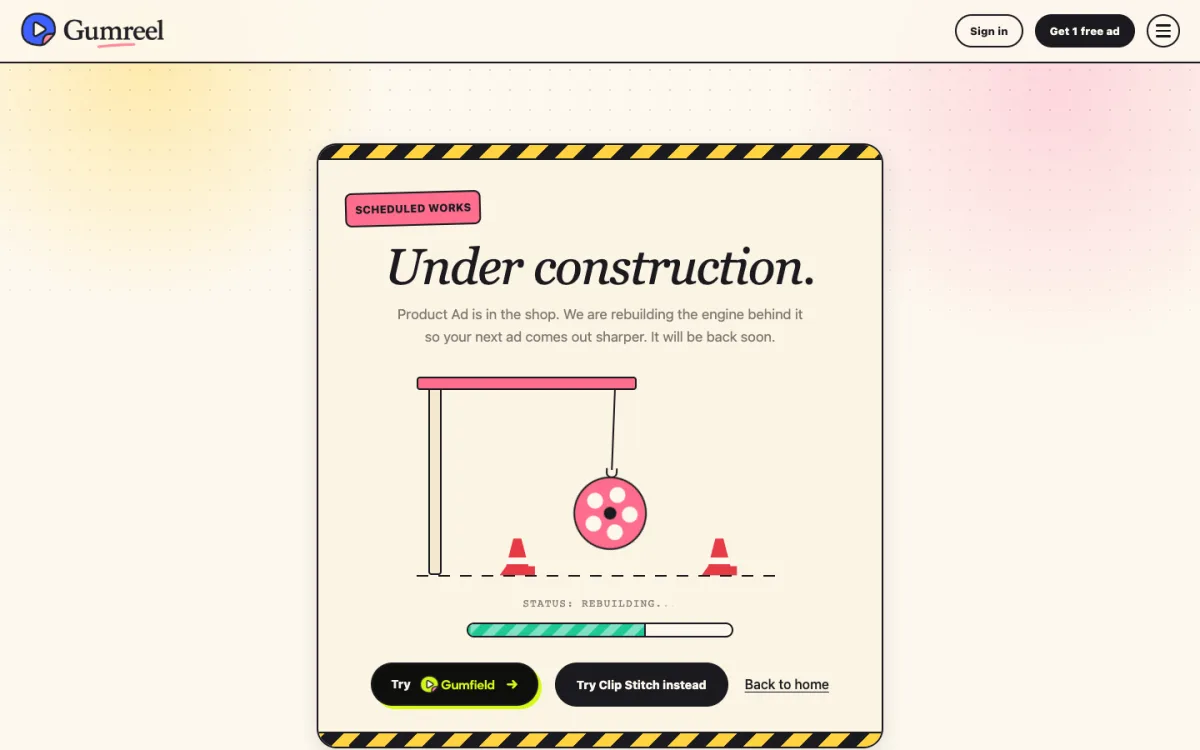 Gumreel
Sign in
Get 1 free ad
SCHEDULED WORKS
Under construction.
Product Ad is in the shop. We are rebuilding the engine behind it
so your next ad comes out sharper. It will be back soon.
STATUS: REBUILDING...
Try Gumfield →
Try Clip Stitch instead
Back to home